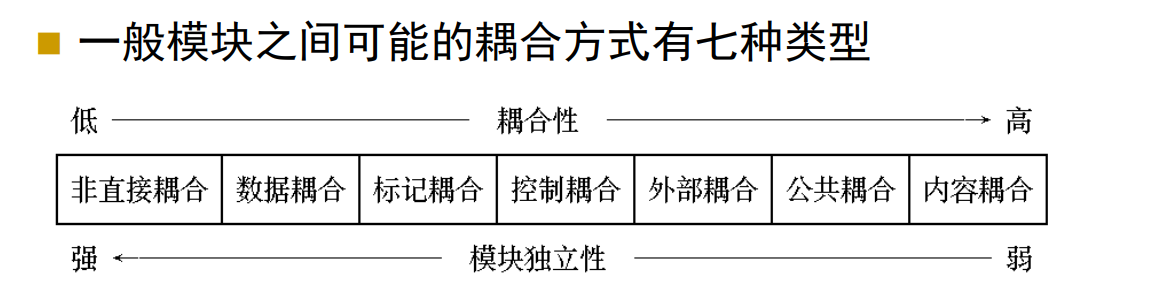 一般模块之间可能的耦合方式有七种类型
低 耦合性 高
非直接耦合 数据耦合 标记耦合 控制耦合 外部耦合 公共耦合 内容耦合
强 模块独立性 弱